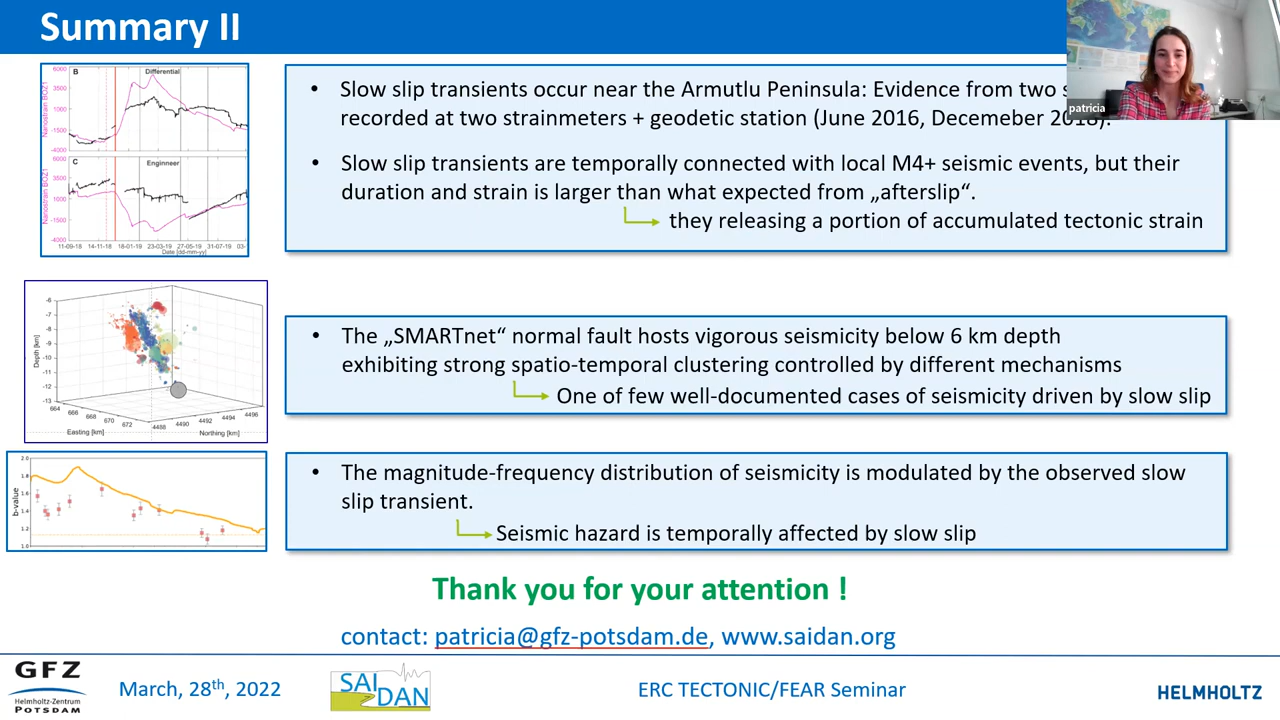 Summary II
patricia
6000
3500
1000
-1500
-4000
Nanostrain BOZ1
B
Differential
6000
3500
1000
-1500
-4000
Nanostrain BOZ1
C
Engineer
11-09-18 14-11-18 18-01-19 23-03-19 27-05-19 31-07-19 03-
Date [dd-mm-yy]
• Slow slip transients occur near the Armutlu Peninsula: Evidence from two s
recorded at two strainmeters + geodetic station (June 2016, Decemeber 2018).
• Slow slip transients are temporally connected with local M4+ seismic events, but their
duration and strain is larger than what expected from „afterslip“.
they releasing a portion of accumulated tectonic strain
-6
-7
-8
-9
-10
-11
-12
-13
Depth [km]
664 666 668 670 672
Easting [km]
4488 4490 4492 4494 4496
Northing [km]
• The „SMARTnet“ normal fault hosts vigorous seismicity below 6 km depth
exhibiting strong spatio-temporal clustering controlled by different mechanisms
One of few well-documented cases of seismicity driven by slow slip
2.0
1.8
1.6
1.4
1.2
1.0
b-value
• The magnitude-frequency distribution of seismicity is modulated by the observed slow
slip transient.
Seismic hazard is temporally affected by slow slip
Thank you for your attention !
contact: patricia@gfz-potsdam.de, www.saidan.org
GFZ
Helmholtz-Zentrum
POTSDAM
March, 28th, 2022
SAI
DAN
ERC TECTONIC/FEAR Seminar
HELMHOLTZ